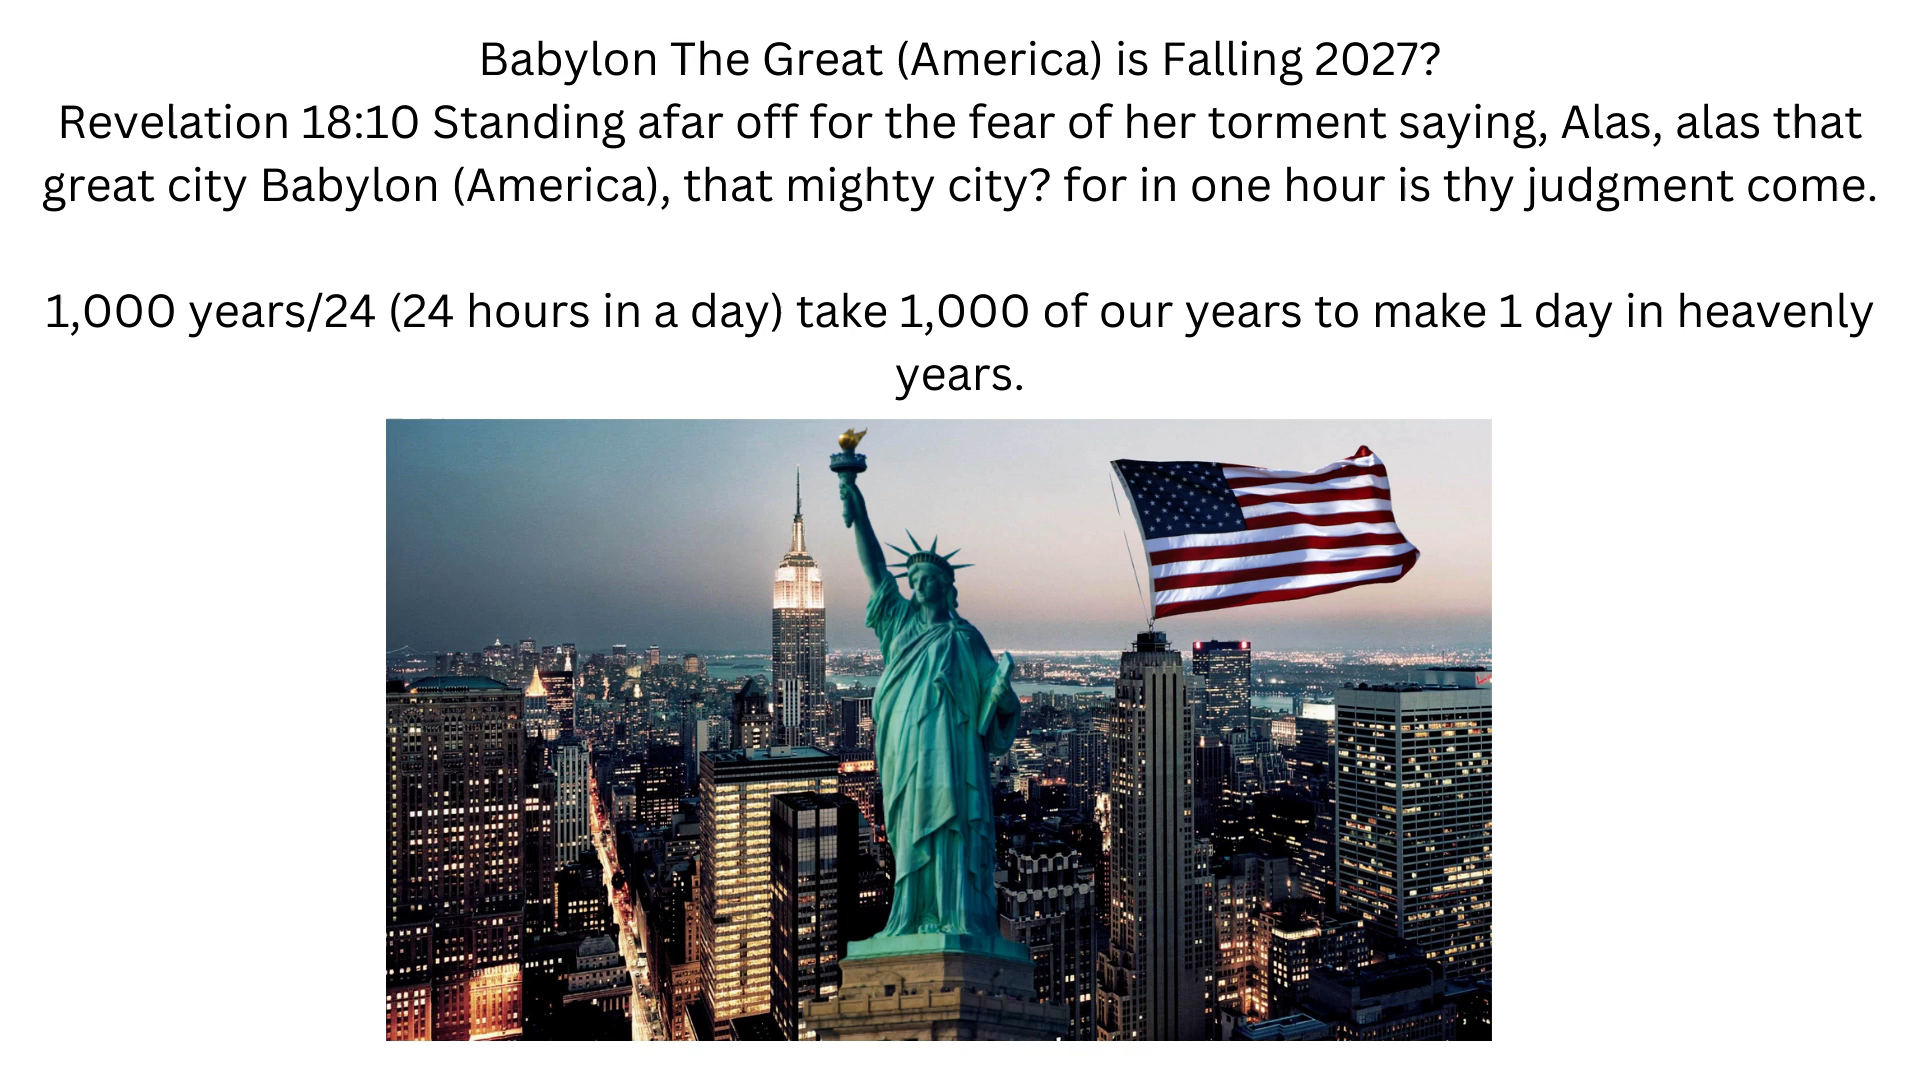 Babylon The Great (America) is Falling 2027?
Revelation 18:10 Standing afar off for the fear of her torment saying, Alas, alas that
great city Babylon (America), that mighty city? for in one hour is thy judgment come.
1,000 years/24 (24 hours in a day) take 1,000 of our years to make 1 day in heavenly
years.